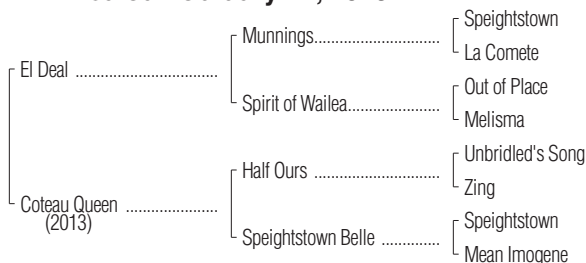 Speightstown
Munnings
La Comete
El Deal
Out of Place
Spirit of Wailea
Melisma
Unbridled's Song
Half Ours
Zing
Coteau Queen
(2013)
Speightstown
Speightstown Belle
Mean Imogene